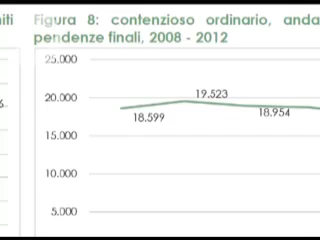 iti
Figura 8: contenzioso ordinario, anda
pendenze finali, 2008 - 2012
25.000
20.000
19.523
18.599
18.954
15.000
10.000
5.000